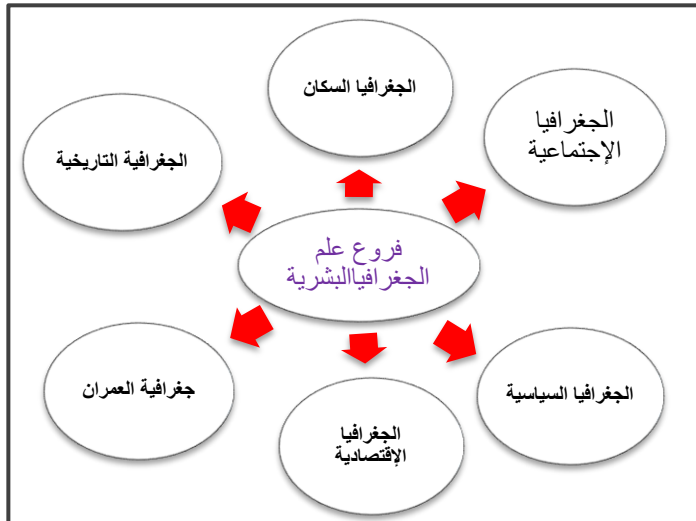 الجغرافيا السكان
الجغرافيا
الإجتماعية
الجغرافية التاريخية
فروع علم
الجغرافياالبشرية
الجغرافيا السياسية
الجغرافيا
الإقتصادية
جغرافية العمران